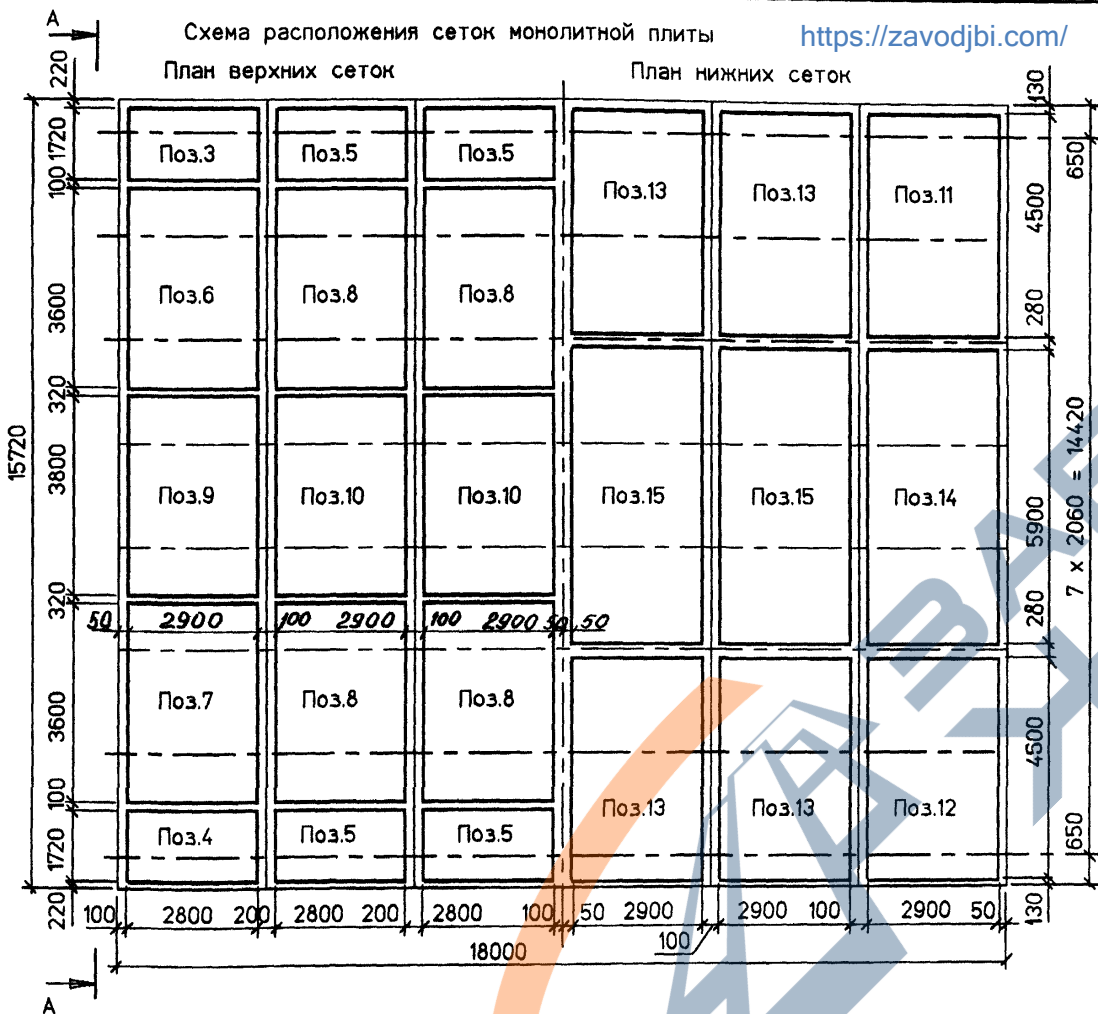 А
Схема расположения сеток монолитной плиты
https://zavodjbi.com/
План верхних сеток
План нижних сеток
220
1720
100
3600
320
3800
320
3600
100
1720
220
15720
130
4500
280
5900
280
4500
130
650
7 x 2060 = 14420
650
Поз.3 Поз.5 Поз.5
Поз.13 Поз.13 Поз.11
Поз.6 Поз.8 Поз.8
Поз.9 Поз.10 Поз.10 Поз.15 Поз.15 Поз.14
50 2900 100 2900 100 2900 50 50
Поз.7 Поз.8 Поз.8
Поз.13 Поз.13 Поз.12
Поз.4 Поз.5 Поз.5
100 2800 200 2800 200 2800 100 50 2900 2900 100 2900 50
100
18000
А